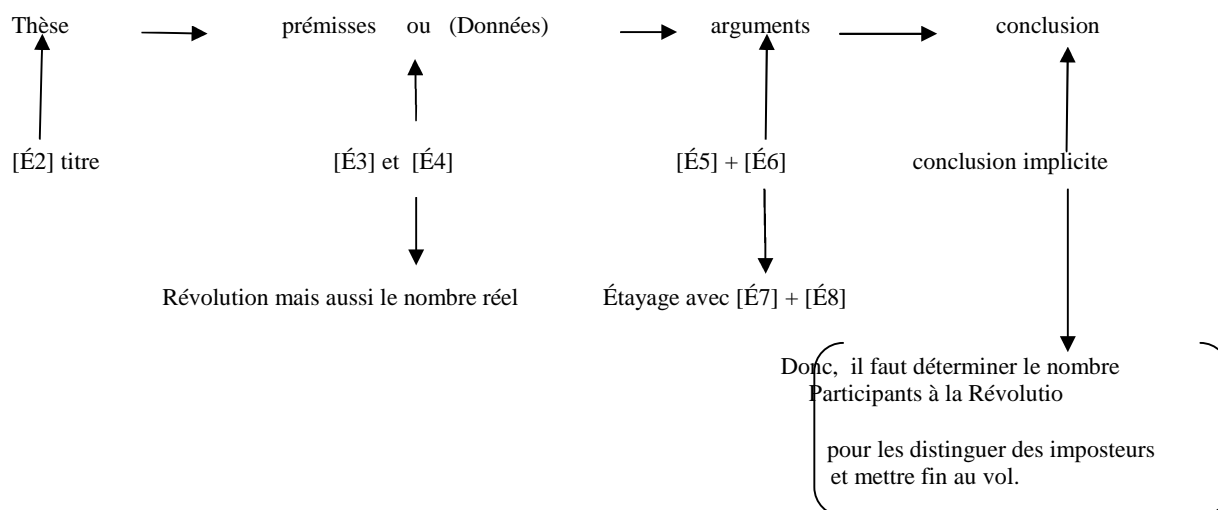 Thèse prémisses ou (Données) arguments conclusion
[É2] titre [É3] et [É4] [É5] + [É6] conclusion implicite
Révolution mais aussi le nombre réel Étayage avec [É7] + [É8]
Donc, il faut déterminer le nombre
Participants à la Révolutio
pour les distinguer des imposteurs
et mettre fin au vol.